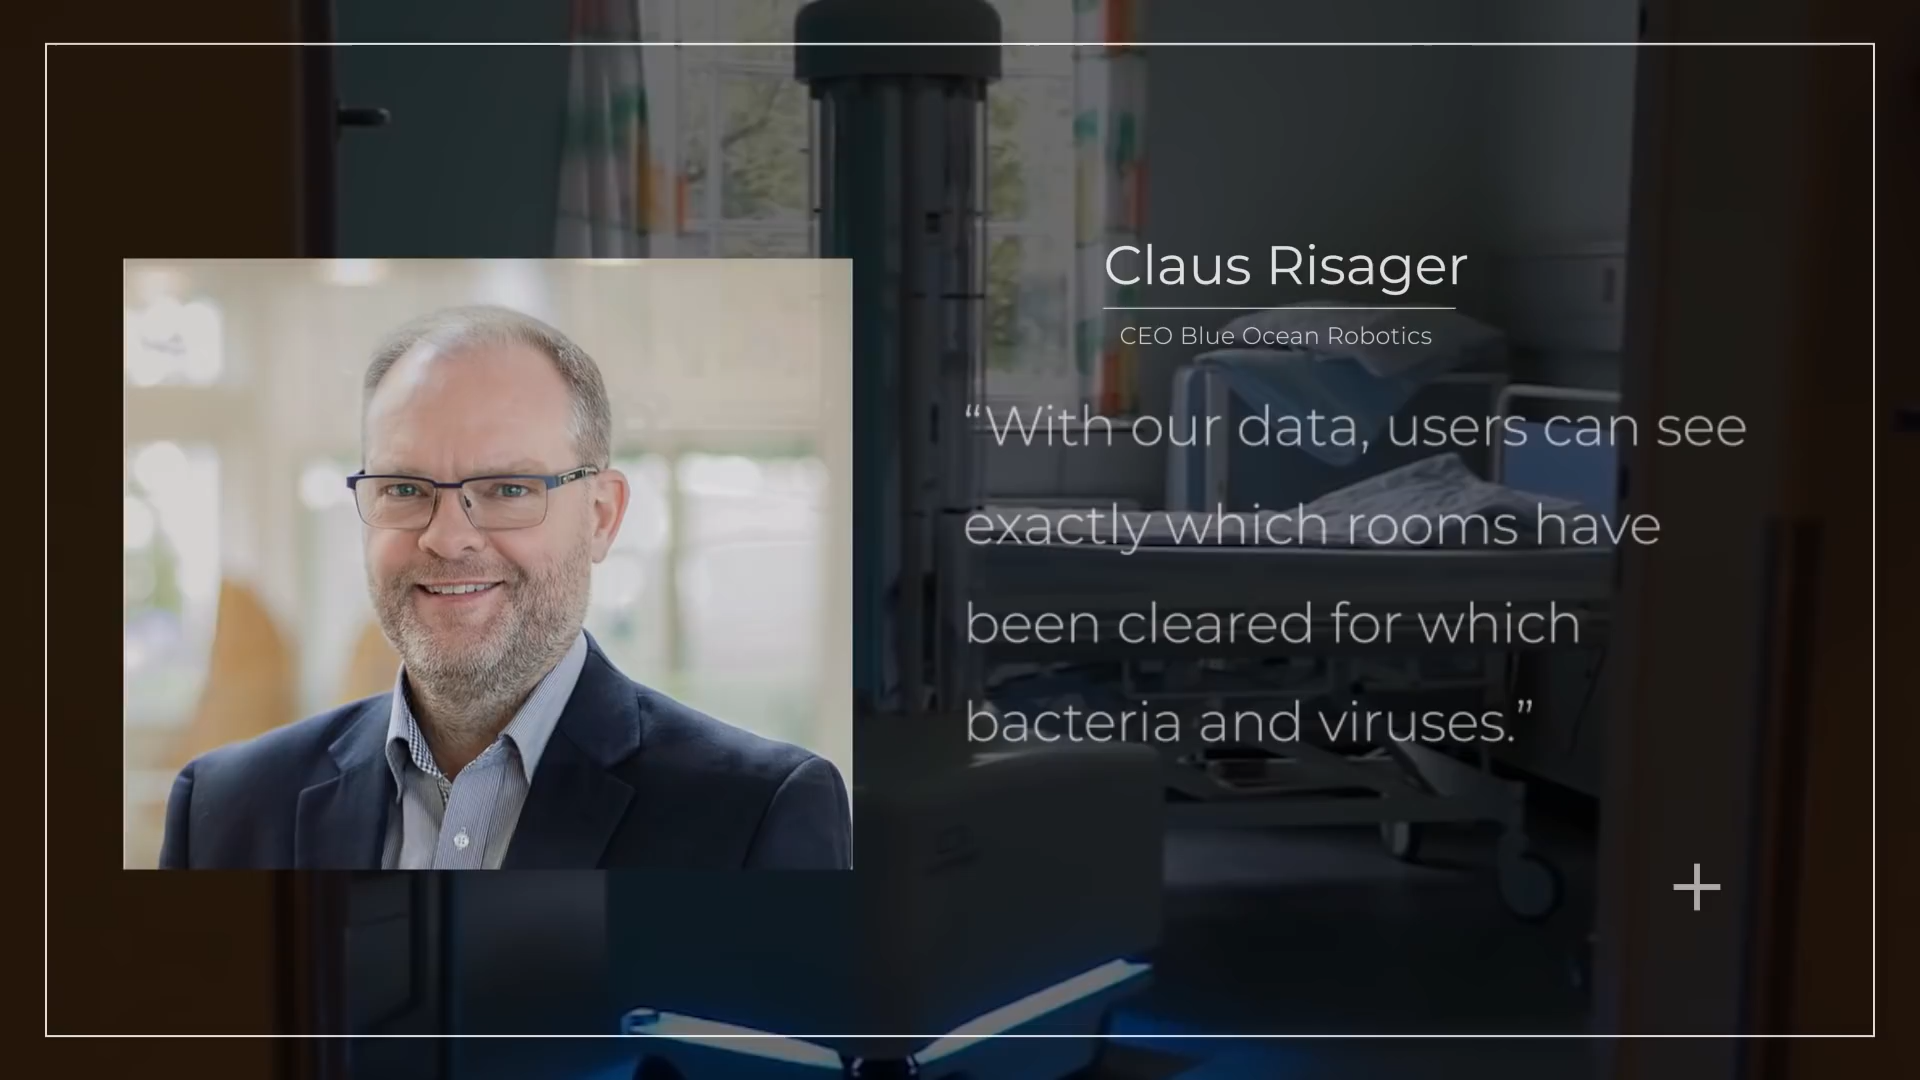 Claus Risager
CEO Blue Ocean Robotics
“With our data, users can see
exactly which rooms have
been cleared for which
bacteria and viruses.”